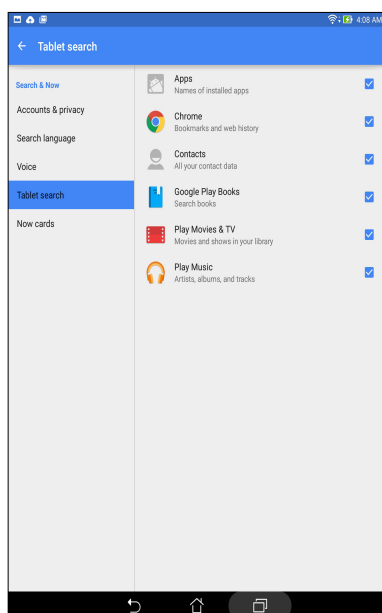 4:08 AM
Tablet search
Search & Now
Accounts & privacy
Search language
Voice
Tablet search
Now cards
Apps
Names of installed apps
Chrome
Bookmarks and web history
Contacts
All your contact data
Google Play Books
Search books
Play Movies & TV
Movies and shows in your library
Play Music
Artists, albums, and tracks